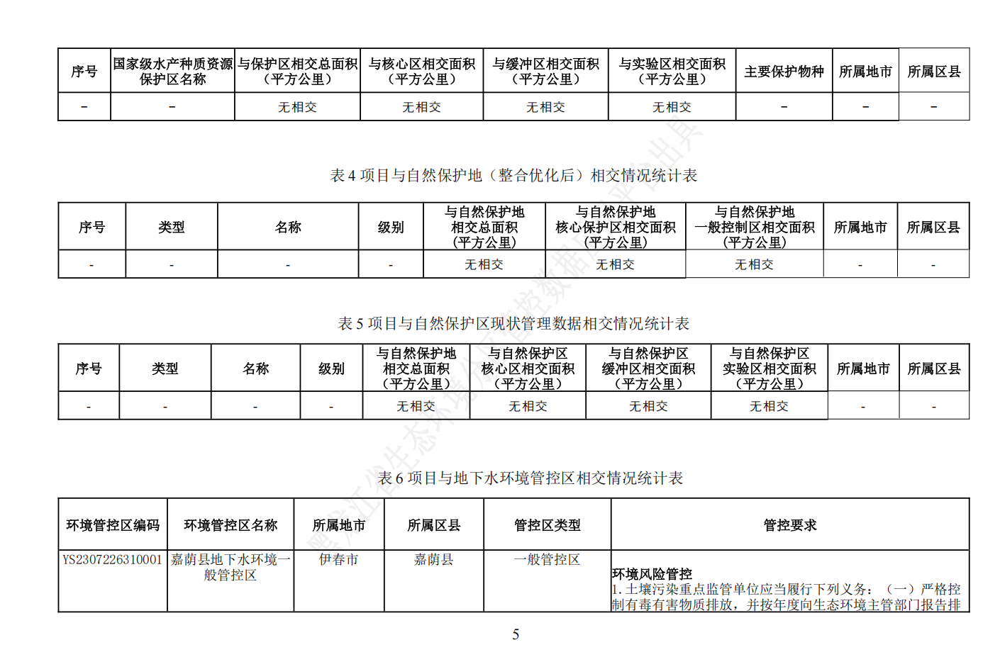 序号 国家级水产种质资源保护区名称 与保护区相交总面积（平方公里） 与核心区相交面积（平方公里） 与缓冲区相交面积（平方公里） 与实验区相交面积（平方公里） 主要保护物种 所属地市 所属区县
– – 无相交 无相交 无相交 无相交 – – –
表 4 项目与自然保护地（整合优化后）相交情况统计表
序号 类型 名称 级别 与自然保护地相交总面积(平方公里) 与自然保护地核心保护区相交面积(平方公里) 与自然保护地一般控制区相交面积(平方公里) 所属地市 所属区县
- - - - 无相交 无相交 无相交 - -
表 5 项目与自然保护区现状管理数据相交情况统计表
序号 类型 名称 级别 与自然保护地相交总面积（平方公里） 与自然保护区核心区相交面积（平方公里） 与自然保护区缓冲区相交面积（平方公里） 与自然保护区实验区相交面积（平方公里） 所属地市 所属区县
- - - - 无相交 无相交 无相交 无相交 - -
表 6 项目与地下水环境管控区相交情况统计表
环境管控区编码 环境管控区名称 所属地市 所属区县 管控区类型 管控要求
YS2307226310001 嘉荫县地下水环境一般管控区 伊春市 嘉荫县 一般管控区
环境风险管控
1.土壤污染重点监管单位应当履行下列义务：（一）严格控
制有毒有害物质排放，并按年度向生态环境主管部门报告排
5
黑龙江省生态环境分区管控数据应用平台出具